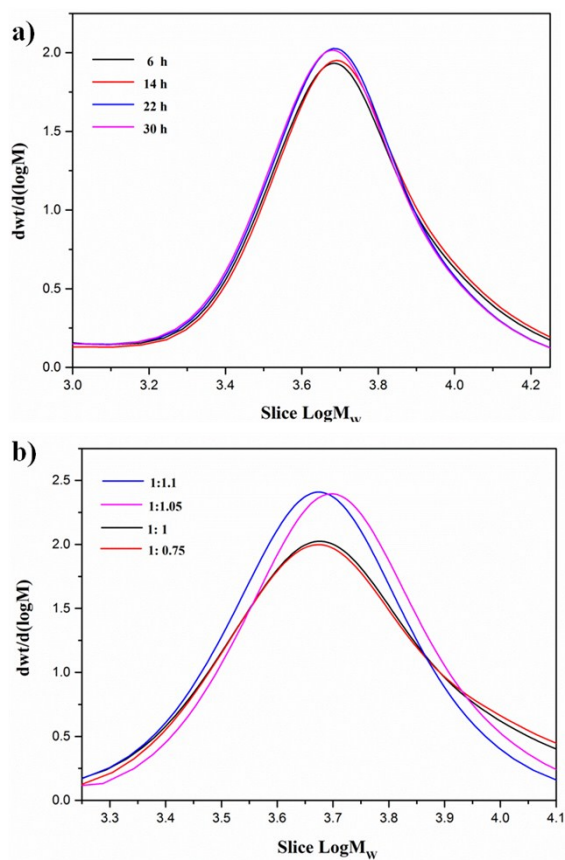 a)
6 h
14 h
22 h
30 h
dwt/d(logM)
2.0
1.5
1.0
0.5
0.0
3.0 3.2 3.4 3.6 3.8 4.0 4.2
Slice LogMW
b)
1:1.1
1:1.05
1: 1
1: 0.75
dwt/d(logM)
2.5
2.0
1.5
1.0
0.5
0.0
3.3 3.4 3.5 3.6 3.7 3.8 3.9 4.0 4.1
Slice LogMW